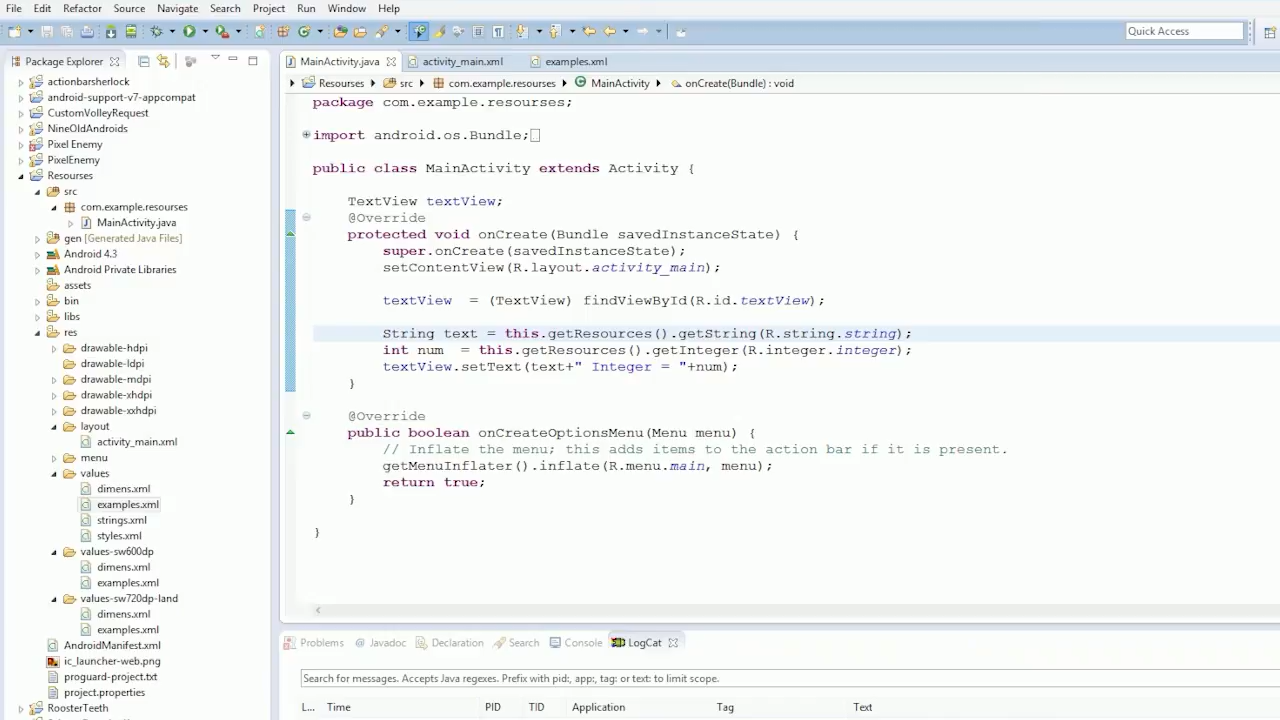 File Edit Refactor Source Navigate Search Project Run Window Help
Quick Access
Package Explorer
MainActivity.java activity_main.xml examples.xml
actionbarsherlock
android-support-v7-appcompat
CustomVolleyRequest
NineOldAndroids
Pixel Enemy
PixelEnemy
Resourses
src
com.example.resourses
MainActivity.java
gen [Generated Java Files]
Android 4.3
Android Private Libraries
assets
bin
libs
res
drawable-hdpi
drawable-ldpi
drawable-mdpi
drawable-xhdpi
drawable-xxhdpi
layout
activity_main.xml
menu
values
dimens.xml
examples.xml
strings.xml
styles.xml
values-sw600dp
dimens.xml
examples.xml
values-sw720dp-land
dimens.xml
examples.xml
AndroidManifest.xml
ic_launcher-web.png
proguard-project.txt
project.properties
RoosterTeeth
Resourses src com.example.resourses MainActivity onCreate(Bundle) : void
package com.example.resourses;
import android.os.Bundle;
public class MainActivity extends Activity {
TextView textView;
@Override
protected void onCreate(Bundle savedInstanceState) {
super.onCreate(savedInstanceState);
setContentView(R.layout.activity_main);
textView  = (TextView) findViewById(R.id.textView);
String text = this.getResources().getString(R.string.string);
int num  = this.getResources().getInteger(R.integer.integer);
textView.setText(text+" Integer = "+num);
}
@Override
public boolean onCreateOptionsMenu(Menu menu) {
// Inflate the menu; this adds items to the action bar if it is present.
getMenuInflater().inflate(R.menu.main, menu);
return true;
}
}
Problems @ Javadoc Declaration Search Console LogCat
Search for messages. Accepts Java regexes. Prefix with pid:, app:, tag: or text: to limit scope.
L... Time PID TID Application Tag Text